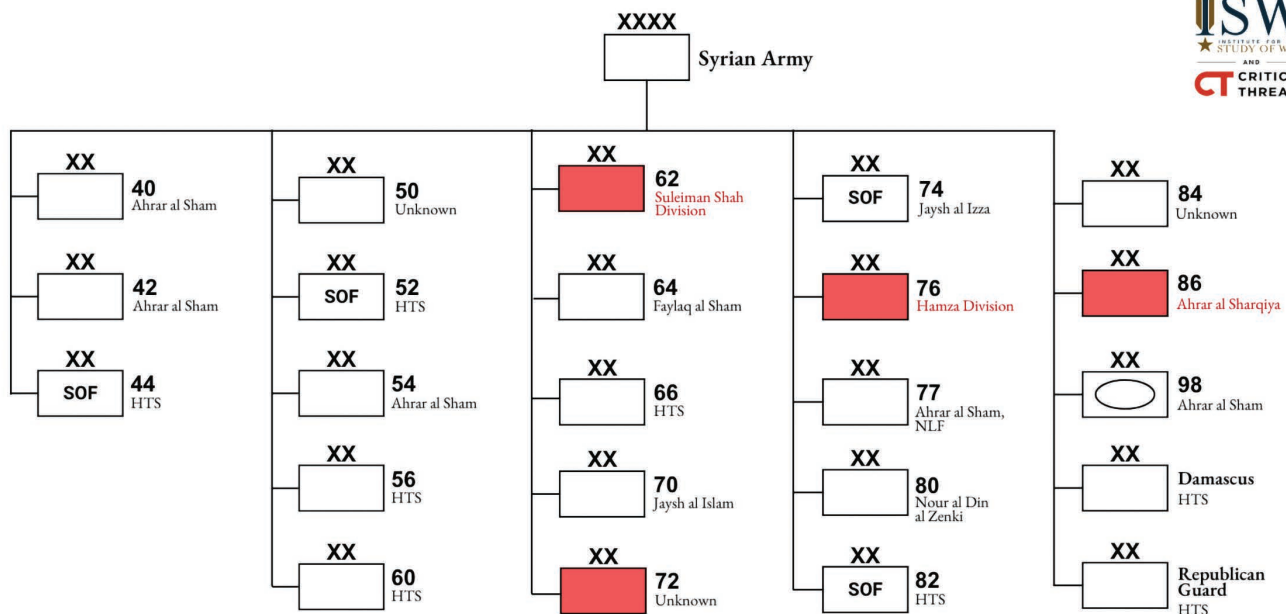 XXXX
Syrian Army
ISW
INSTITUTE FOR
STUDY OF
AND
CT
XX
40
Ahrar al Sham
XX
42
Ahrar al Sham
XX
SOF
44
HTS
XX
50
Unknown
XX
SOF
52
HTS
XX
54
Ahrar al Sham
XX
56
HTS
XX
60
HTS
XX
62
Suleiman Shah
Division
XX
64
Faylaq al Sham
XX
66
HTS
XX
70
Jaysh al Islam
XX
72
Unknown
XX
SOF
74
Jaysh al Izza
XX
76
Hamza Division
XX
77
Ahrar al Sham,
NLF
XX
80
Nour al Din
al Zenki
XX
SOF
82
HTS
XX
84
Unknown
XX
86
Ahrar al Sharqiya
XX
98
Ahrar al Sham
XX
Damascus
HTS
XX
Republican
Guard
HTS